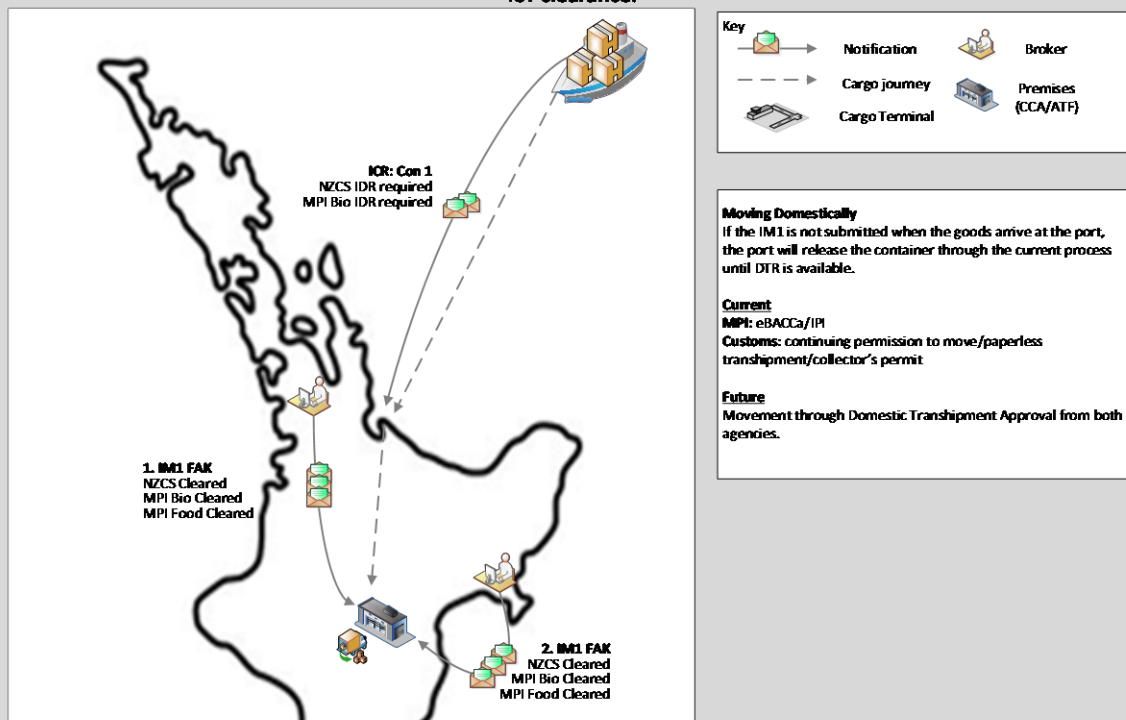 for clearance.
Key
Notification
Broker
Cargo journey
Premises
(CCA/ATF)
Cargo Terminal
ICR: Con 1
NZCS IDR required
MPI Bio IDR required
Moving Domestically
If the IM1 is not submitted when the goods arrive at the port,
the port will release the container through the current process
until DTR is available.
Current
MPI: eBACCa/IPI
Customs: continuing permission to move/paperless
transhipment/collector's permit
Future
Movement through Domestic Transhipment Approval from both
agencies.
1. IM1 FAK
NZCS Cleared
MPI Bio Cleared
MPI Food Cleared
2. IM1 FAK
NZCS Cleared
MPI Bio Cleared
MPI Food Cleared